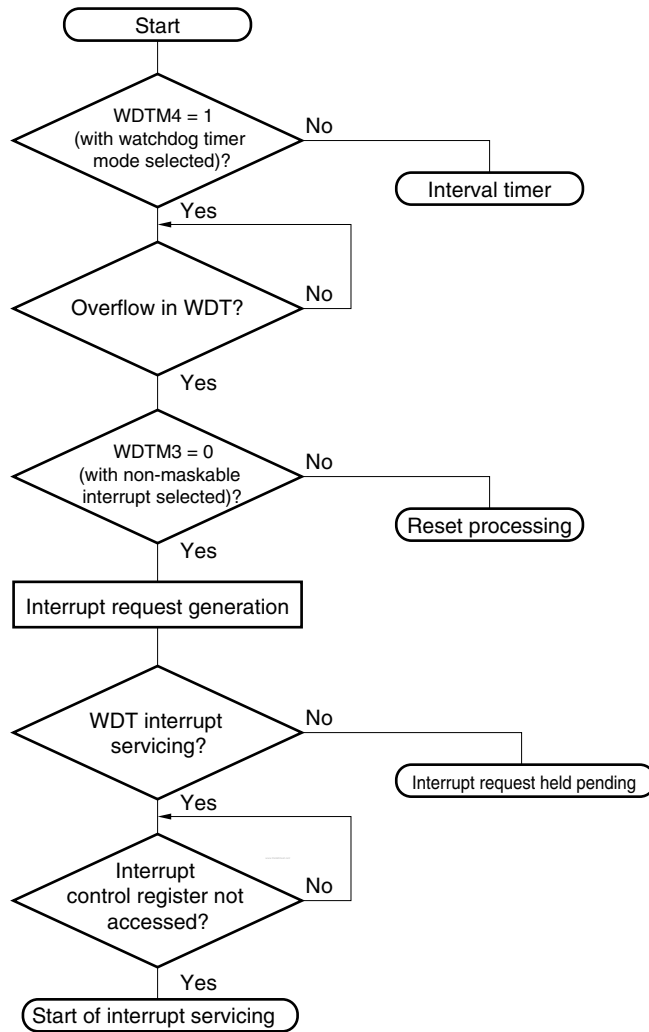 Start
WDTM4 = 1
(with watchdog timer
mode selected)?
No
Interval timer
Yes
Overflow in WDT?
No
Yes
WDTM3 = 0
(with non-maskable
interrupt selected)?
No
Reset processing
Yes
Interrupt request generation
WDT interrupt
servicing?
No
Interrupt request held pending
Yes
Interrupt
control register not
accessed?
No
Yes
Start of interrupt servicing